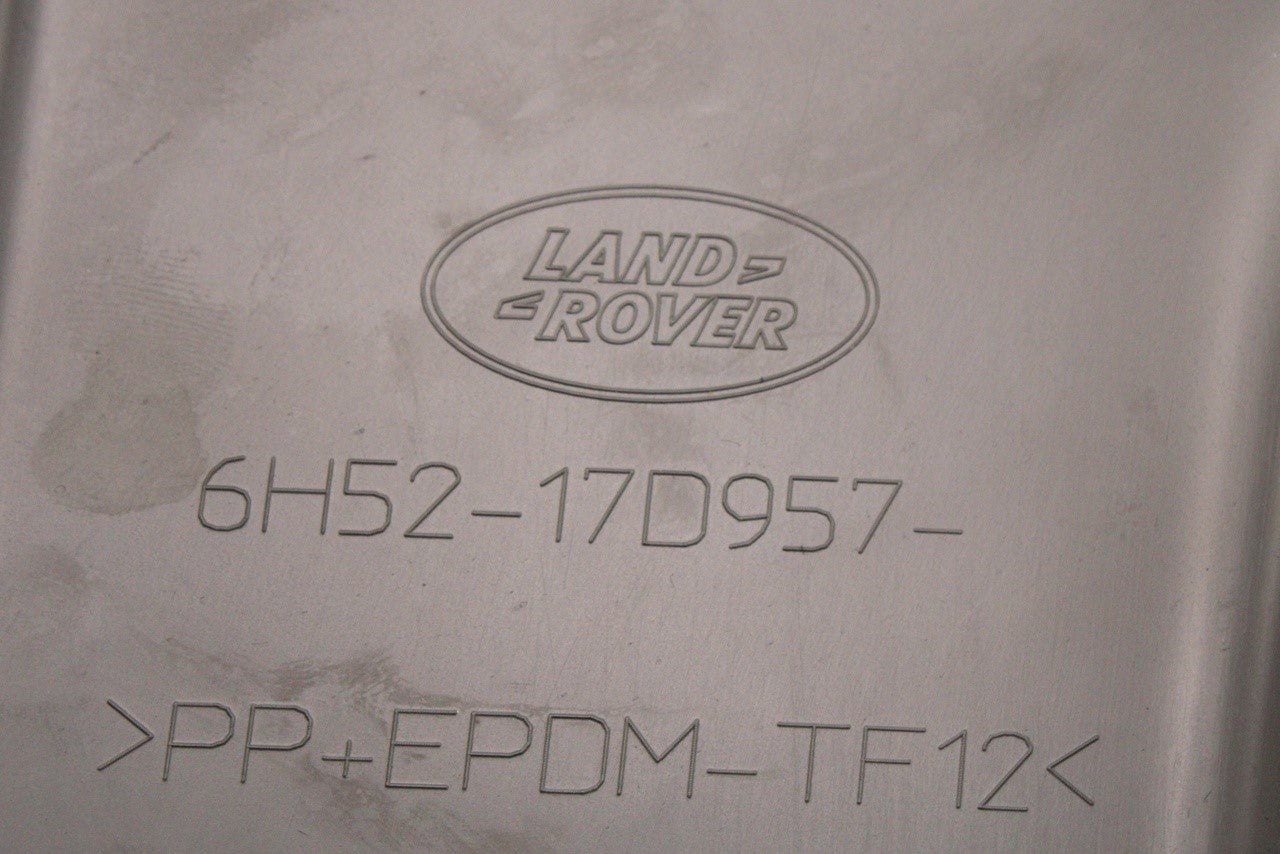 LAND
ROVER
6H52-17D957-
>PP+EPDM-TF12<